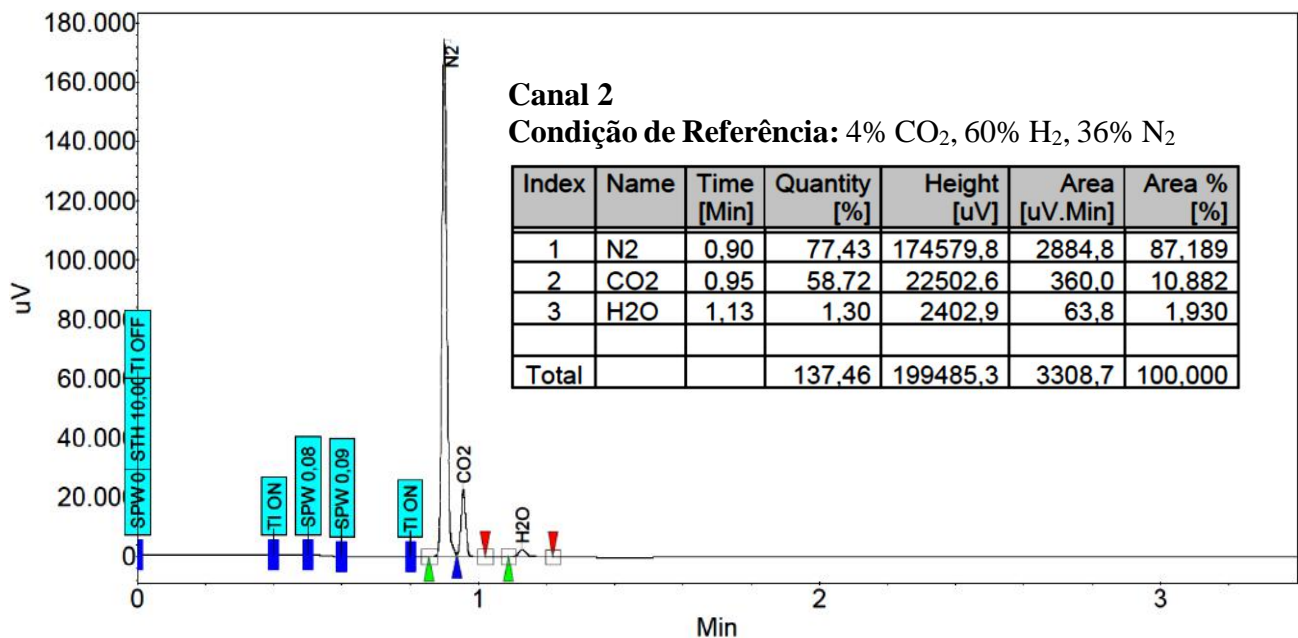 180.000
160.000
140.000
120.000
100.000
80.000
60.000
40.000
20.000
0
uV
SPW 0 STH 10,00 TI OFF
TI ON
SPW 0,08
SPW 0,09
TI ON
N2
CO2
H2O
Canal 2
Condição de Referência: 4% CO₂, 60% H₂, 36% N₂
Index Name Time [Min] Quantity [%] Height [uV] Area [uV.Min] Area % [%]
1 N2 0,90 77,43 174579,8 2884,8 87,189
2 CO2 0,95 58,72 22502,6 360,0 10,882
3 H2O 1,13 1,30 2402,9 63,8 1,930
Total 137,46 199485,3 3308,7 100,000
0 1 2 3
Min